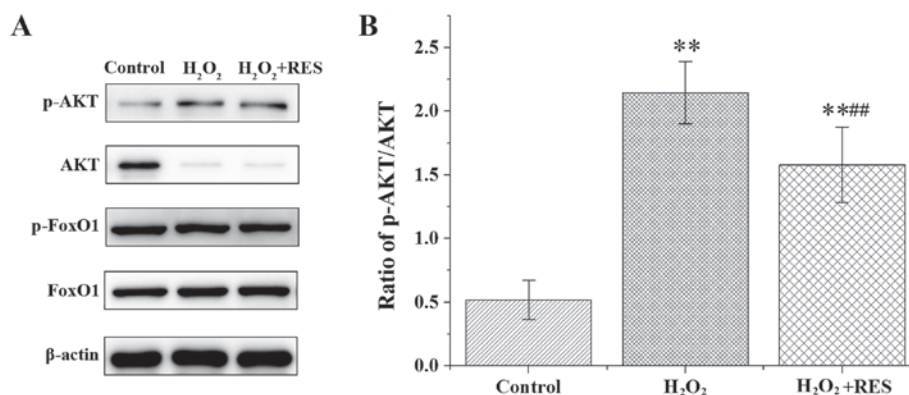 A
Control H₂O₂ H₂O₂+RES
p-AKT
AKT
p-FoxO1
FoxO1
β-actin
B
Ratio of p-AKT/AKT
2.5
2.0
1.5
1.0
0.5
0.0
**
**##
Control H₂O₂ H₂O₂+RES